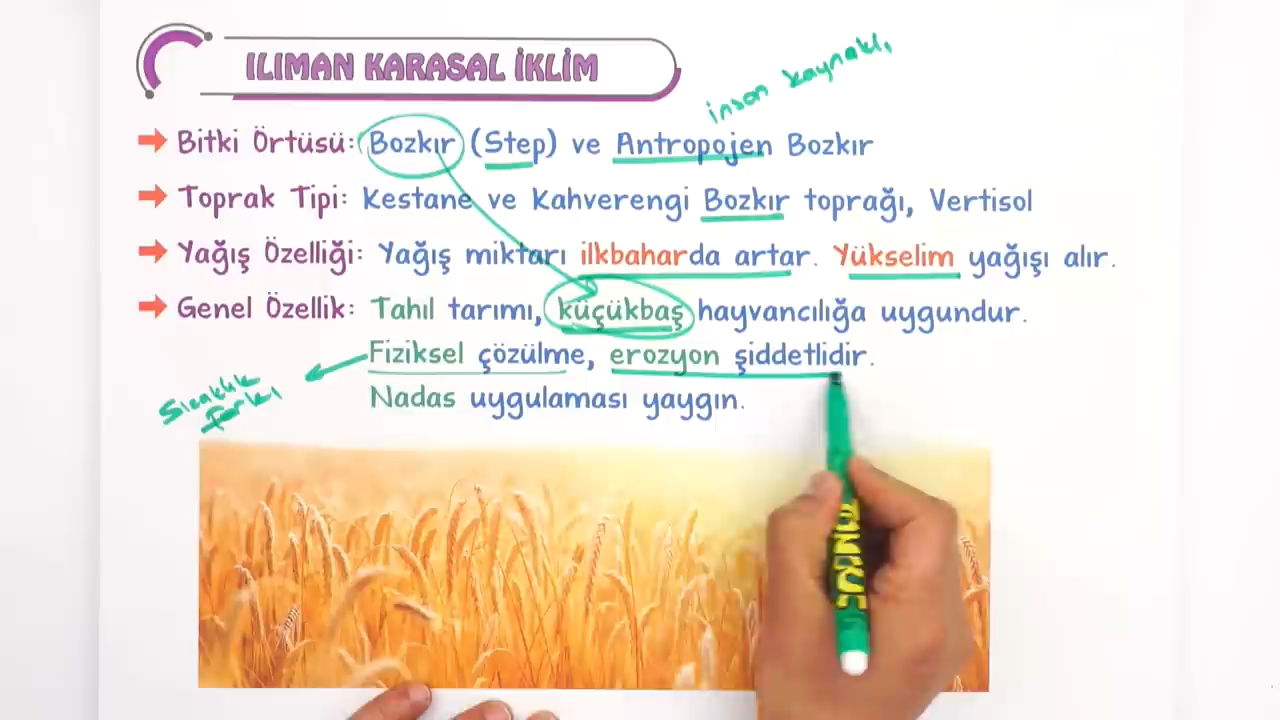 ILIMAN KARASAL İKLİM
insan kaynaklı
Bitki Örtüsü: Bozkır (Step) ve Antropojen Bozkır
Toprak Tipi: Kestane ve Kahverengi Bozkır toprağı, Vertisol
Yağış Özelliği: Yağış miktarı ilkbaharda artar. Yükselim yağışı alır.
Genel Özellik: Tahıl tarımı, küçükbaş hayvancılığa uygundur.
Fiziksel çözülme, erozyon şiddetlidir.
Sıcaklık
farkı
Nadas uygulaması yaygın.